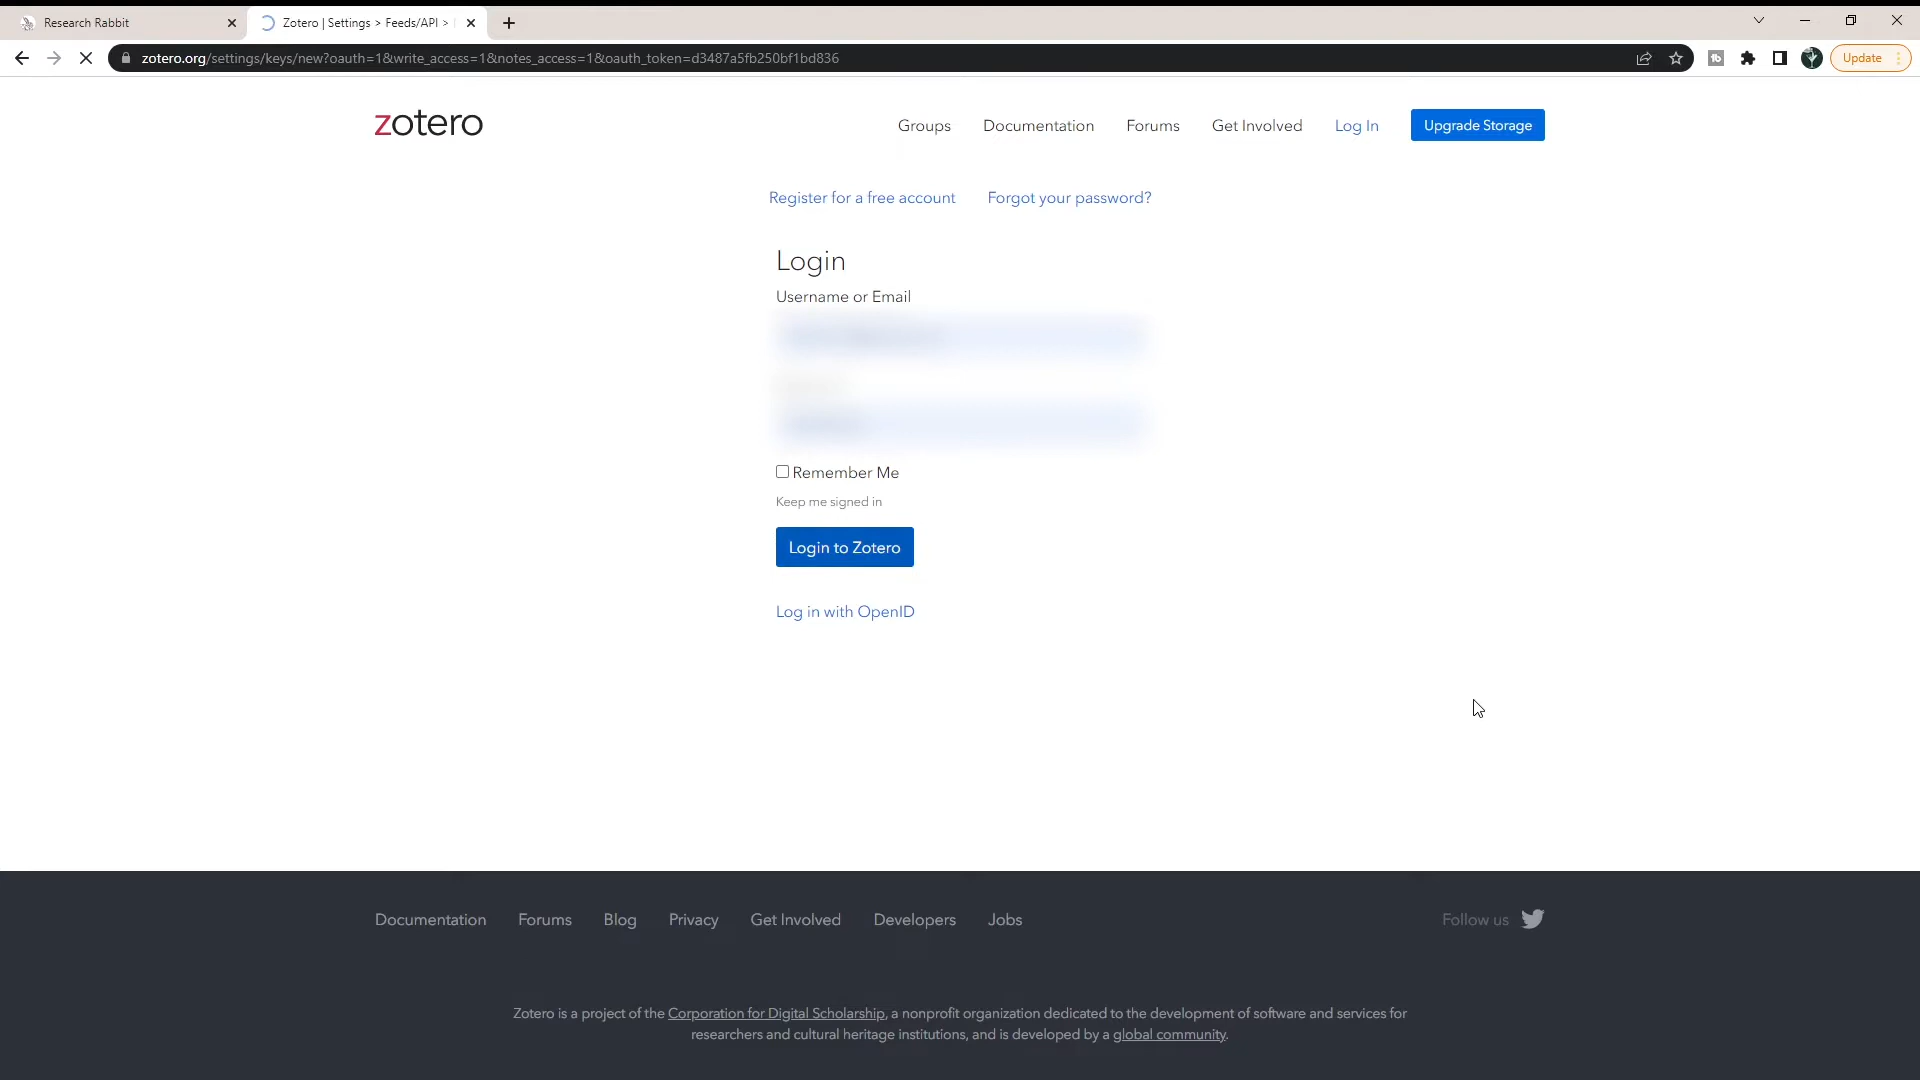 Research Rabbit
Zotero | Settings > Feeds/API >
zotero.org/settings/keys/new?oauth=1&write_access=1&notes_access=1&oauth_token=d3487a5fb250bf1bd836
Update
zotero
Groups Documentation Forums Get Involved Log In Upgrade Storage
Register for a free account Forgot your password?
Login
Username or Email
Remember Me
Keep me signed in
Login to Zotero
Log in with OpenID
Documentation Forums Blog Privacy Get Involved Developers Jobs Follow us
Zotero is a project of the Corporation for Digital Scholarship, a nonprofit organization dedicated to the development of software and services for
researchers and cultural heritage institutions, and is developed by a global community.